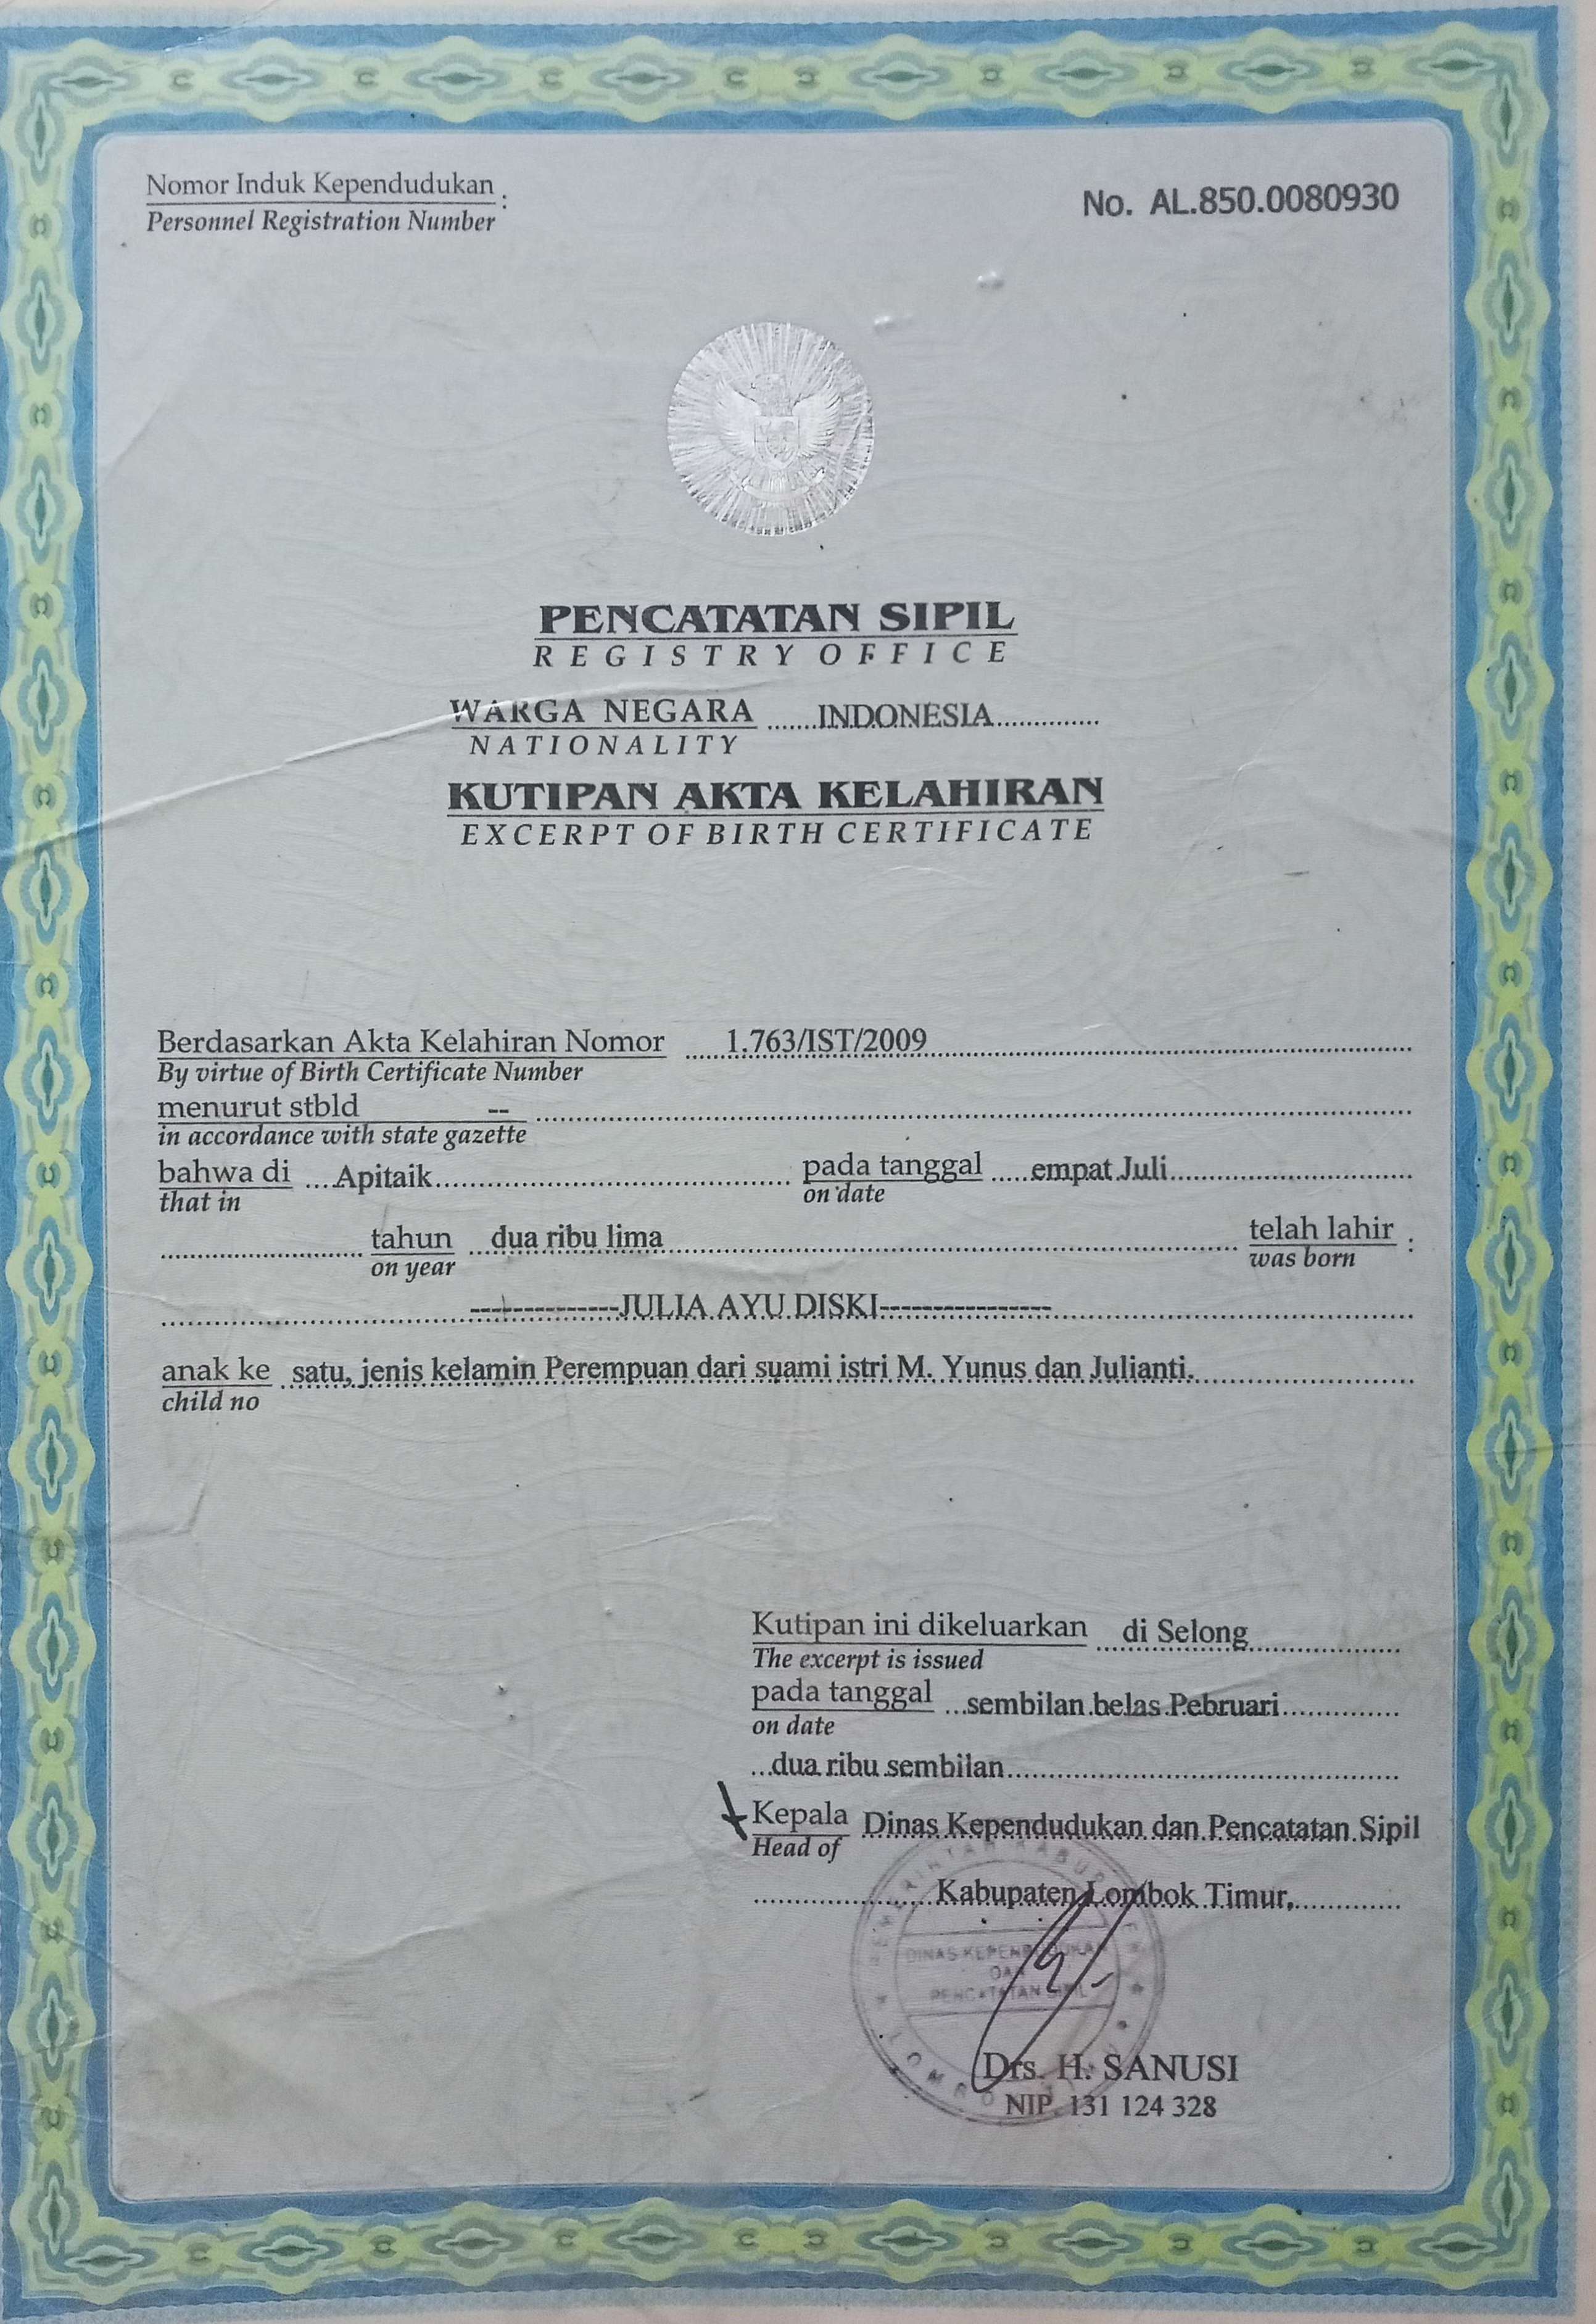 Nomor Induk Kependudukan :
Personnel Registration Number
No. AL.850.0080930
PENCATATAN SIPIL
REGISTRY OFFICE
WARGA NEGARA ......INDONESIA..............
NATIONALITY
KUTIPAN AKTA KELAHIRAN
EXCERPT OF BIRTH CERTIFICATE
Berdasarkan Akta Kelahiran Nomor 1.763/IST/2009
By virtue of Birth Certificate Number
menurut stbld --
in accordance with state gazette
bahwa di Apitaik pada tanggal empat Juli
that in on date
tahun dua ribu lima telah lahir :
on year was born
--------------JULIA AYU DISKI----------------
anak ke satu, jenis kelamin Perempuan dari suami istri M. Yunus dan Julianti.
child no
Kutipan ini dikeluarkan di Selong
The excerpt is issued
pada tanggal sembilan belas Pebruari
on date
dua ribu sembilan
Kepala Dinas Kependudukan dan Pencatatan Sipil
Head of
Kabupaten Lombok Timur,
DINAS KEPENDUDUKAN
DAN
PENCATATAN SIPIL
Drs. H. SANUSI
NIP. 131 124 328